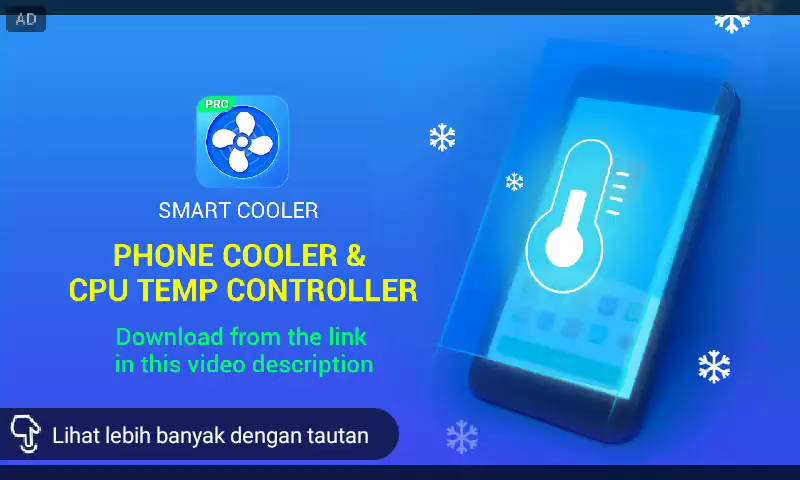 AD
PRO
SMART COOLER
PHONE COOLER &
CPU TEMP CONTROLLER
Download from the link
in this video description
Lihat lebih banyak dengan tautan